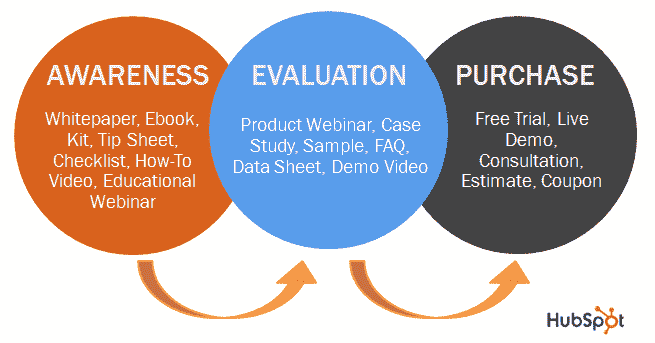 AWARENESS
Whitepaper, Ebook,
Kit, Tip Sheet,
Checklist, How-To
Video, Educational
Webinar
EVALUATION
Product Webinar, Case
Study, Sample, FAQ,
Data Sheet, Demo Video
PURCHASE
Free Trial, Live
Demo,
Consultation,
Estimate, Coupon
HubSpot